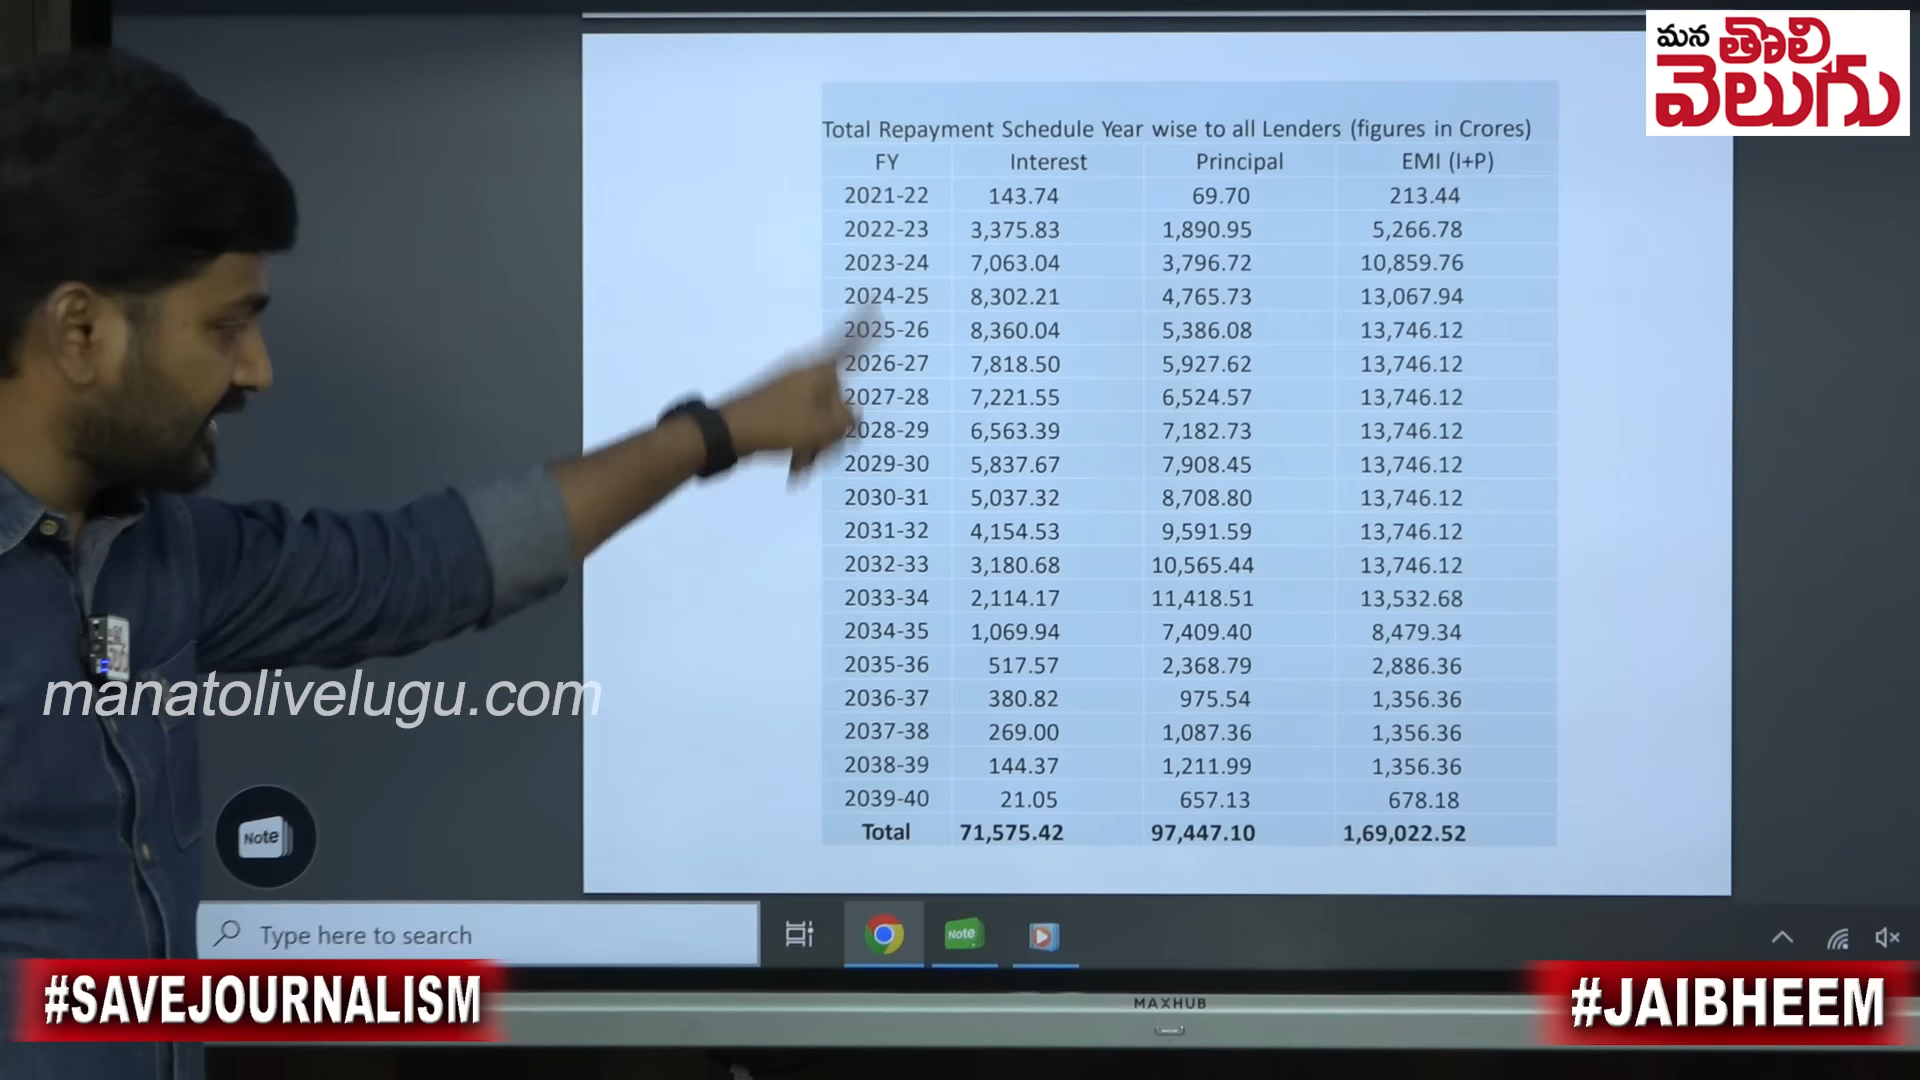 మన
తొలి
వెలుగు
Total Repayment Schedule Year wise to all Lenders (figures in Crores)
FY Interest Principal EMI (I+P)
2021-22 143.74 69.70 213.44
2022-23 3,375.83 1,890.95 5,266.78
2023-24 7,063.04 3,796.72 10,859.76
2024-25 8,302.21 4,765.73 13,067.94
2025-26 8,360.04 5,386.08 13,746.12
2026-27 7,818.50 5,927.62 13,746.12
2027-28 7,221.55 6,524.57 13,746.12
2028-29 6,563.39 7,182.73 13,746.12
2029-30 5,837.67 7,908.45 13,746.12
2030-31 5,037.32 8,708.80 13,746.12
2031-32 4,154.53 9,591.59 13,746.12
2032-33 3,180.68 10,565.44 13,746.12
2033-34 2,114.17 11,418.51 13,532.68
2034-35 1,069.94 7,409.40 8,479.34
2035-36 517.57 2,368.79 2,886.36
2036-37 380.82 975.54 1,356.36
2037-38 269.00 1,087.36 1,356.36
2038-39 144.37 1,211.99 1,356.36
2039-40 21.05 657.13 678.18
Total 71,575.42 97,447.10 1,69,022.52
manatolivelugu.com
Note
Type here to search
Note
#SAVEJOURNALISM
MAXHUB
#JAIBHEEM